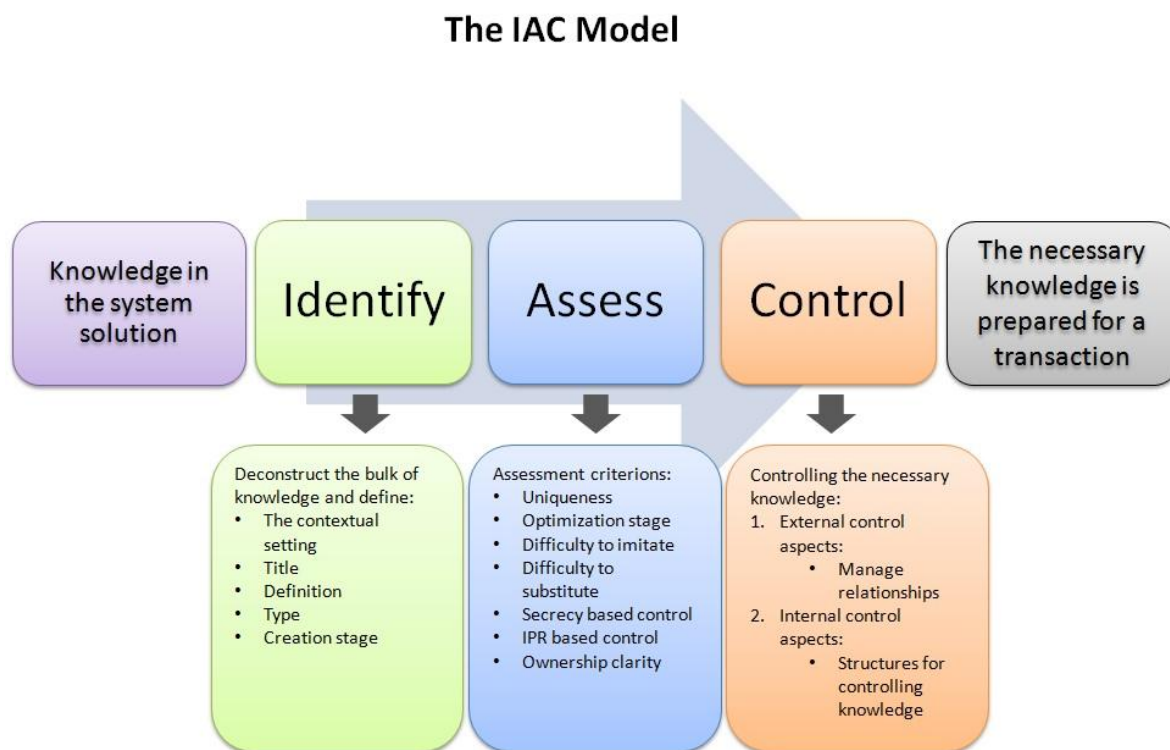 The IAC Model
Knowledge in
the system
solution
Identify
Assess
Control
The necessary
knowledge is
prepared for a
transaction
Deconstruct the bulk of
knowledge and define:
• The contextual
setting
• Title
• Definition
• Type
• Creation stage
Assessment criterions:
• Uniqueness
• Optimization stage
• Difficulty to imitate
• Difficulty to
substitute
• Secrecy based control
• IPR based control
• Ownership clarity
Controlling the necessary
knowledge:
1. External control
aspects:
• Manage
relationships
2. Internal control
aspects:
• Structures for
controlling
knowledge